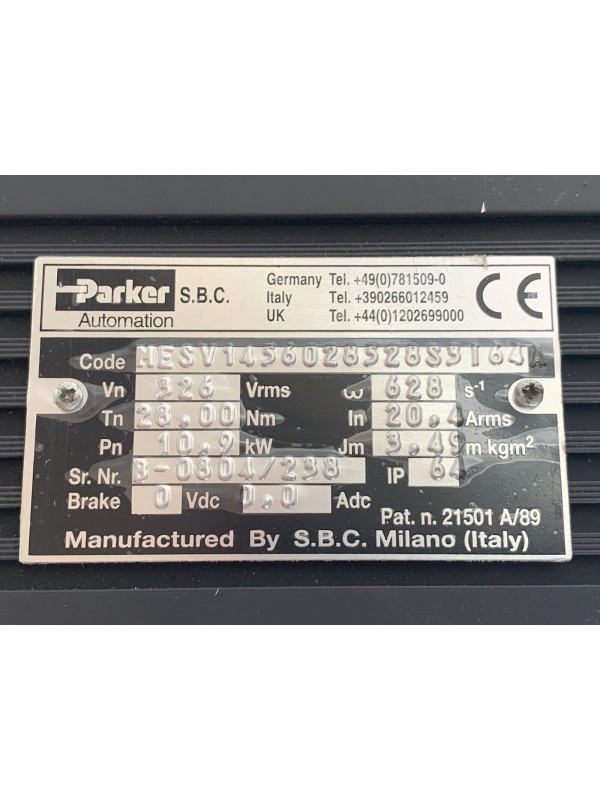 Parker S.B.C.
Automation
Germany Tel. +49(0)781509-0
Italy Tel. +390266012459
UK Tel. +44(0)1202699000
CE
Code
Vn 326 Vrms ω 628 s-1
Tn 28.00 Nm In 20,4 Arms
Pn 10,9 kW Jm 3,49 m kgm²
Sr. Nr. IP 64
Brake 0 Vdc 0,0 Adc
Pat. n. 21501 A/89
Manufactured By S.B.C. Milano (Italy)